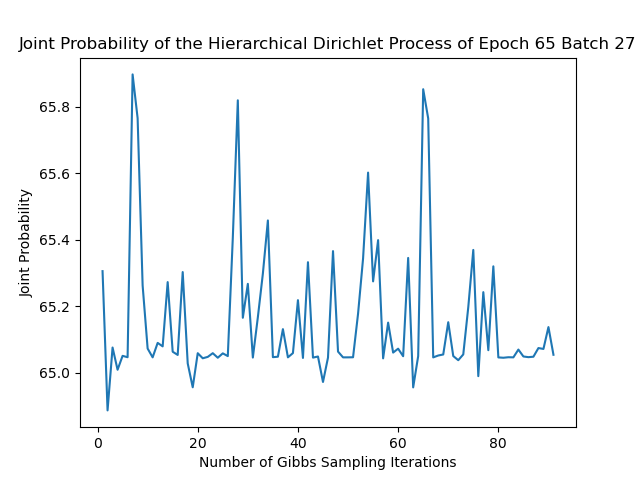 Joint Probability of the Hierarchical Dirichlet Process of Epoch 65 Batch 27
65.8
65.6
65.4
65.2
65.0
Joint Probability
0 20 40 60 80
Number of Gibbs Sampling Iterations